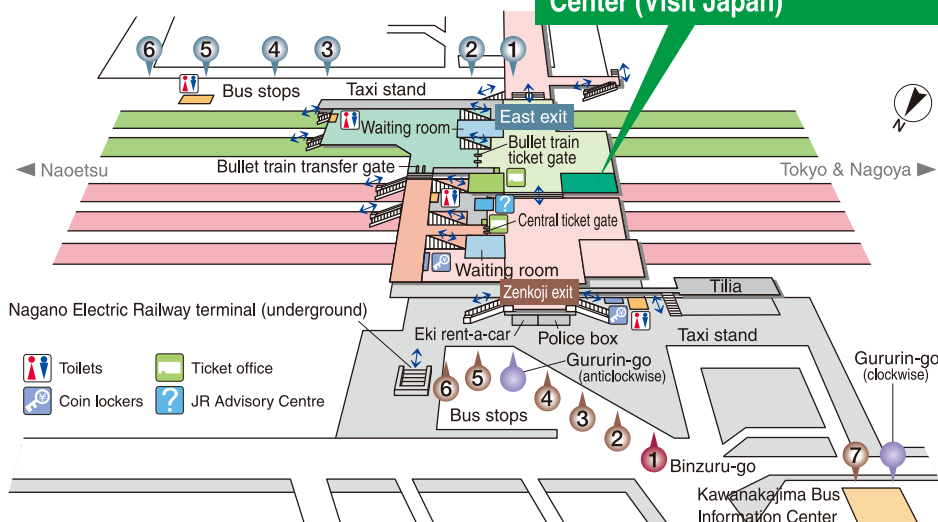 Center (Visit Japan)
6
5
4
3
2
1
Bus stops
Taxi stand
East exit
Waiting room
Bullet train
ticket gate
N
Bullet train transfer gate
Naoetsu
Tokyo & Nagoya
?
Central ticket gate
Waiting room
Zenkoji exit
Tilia
Nagano Electric Railway terminal (underground)
Eki rent-a-car
Police box
Taxi stand
Gururin-go
(anticlockwise)
Gururin-go
(clockwise)
Toilets
Ticket office
Coin lockers
? JR Advisory Centre
6
5
4
3
2
1
Bus stops
Binzuru-go
7
Kawanakajima Bus
Information Center